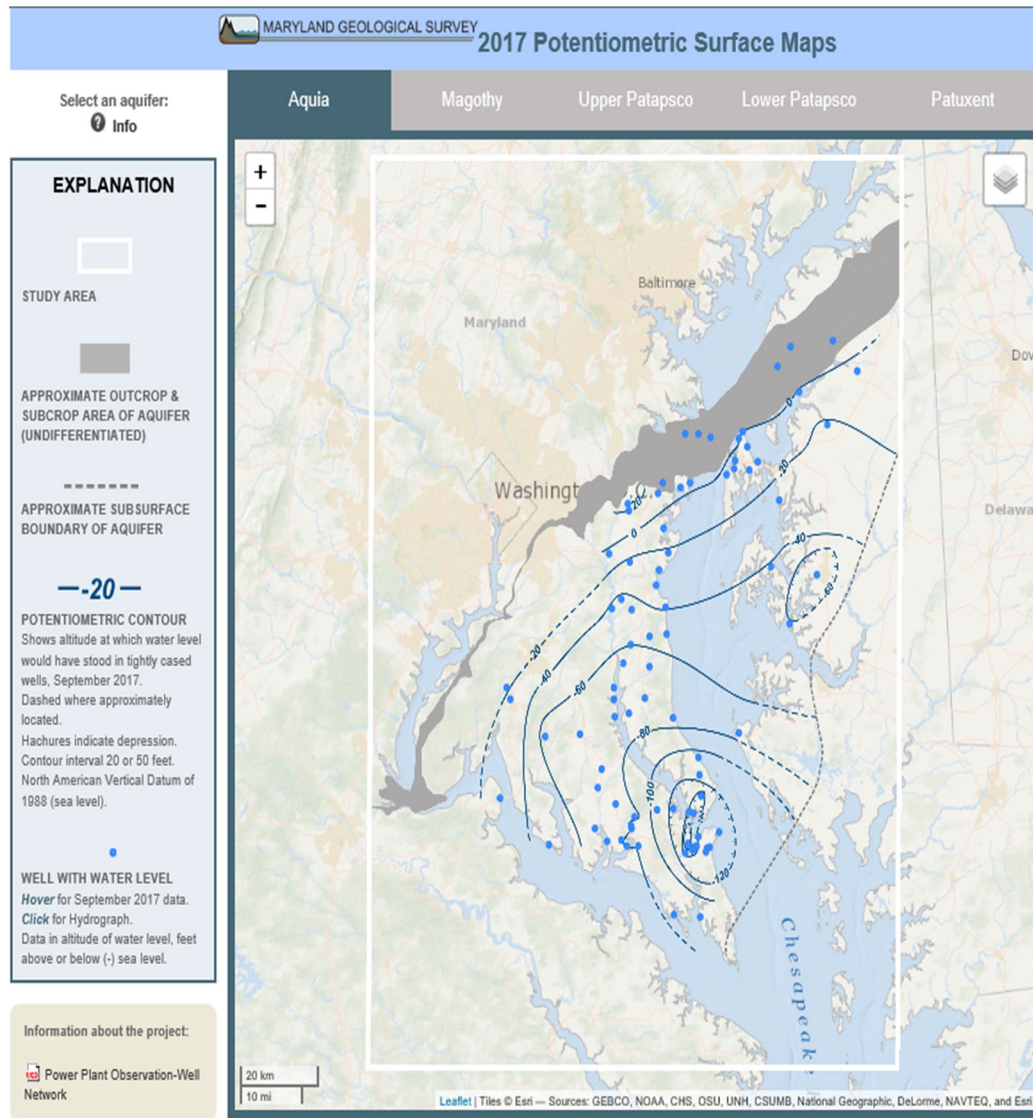 MARYLAND GEOLOGICAL SURVEY
2017 Potentiometric Surface Maps
Select an aquifer:
? Info
Aquia
Magothy
Upper Patapsco
Lower Patapsco
Patuxent
EXPLANATION
STUDY AREA
APPROXIMATE OUTCROP &
SUBCROP AREA OF AQUIFER
(UNDIFFERENTIATED)
APPROXIMATE SUBSURFACE
BOUNDARY OF AQUIFER
-20
POTENTIOMETRIC CONTOUR
Shows altitude at which water level
would have stood in tightly cased
wells, September 2017.
Dashed where approximately
located.
Hachures indicate depression.
Contour interval 20 or 50 feet.
North American Vertical Datum of
1988 (sea level).
WELL WITH WATER LEVEL
Hover for September 2017 data.
Click for Hydrograph.
Data in altitude of water level, feet
above or below (-) sea level.
Information about the project:
Power Plant Observation-Well
Network
+
−
Baltimore
Maryland
Dov
Washingt
Delawa
0
-20
20
0
-40
-60
-20
-40
-60
-80
-100
-120
Chesapeak
20 km
10 mi
Leaflet | Tiles © Esri — Sources: GEBCO, NOAA, CHS, OSU, UNH, CSUMB, National Geographic, DeLorme, NAVTEQ, and Esri